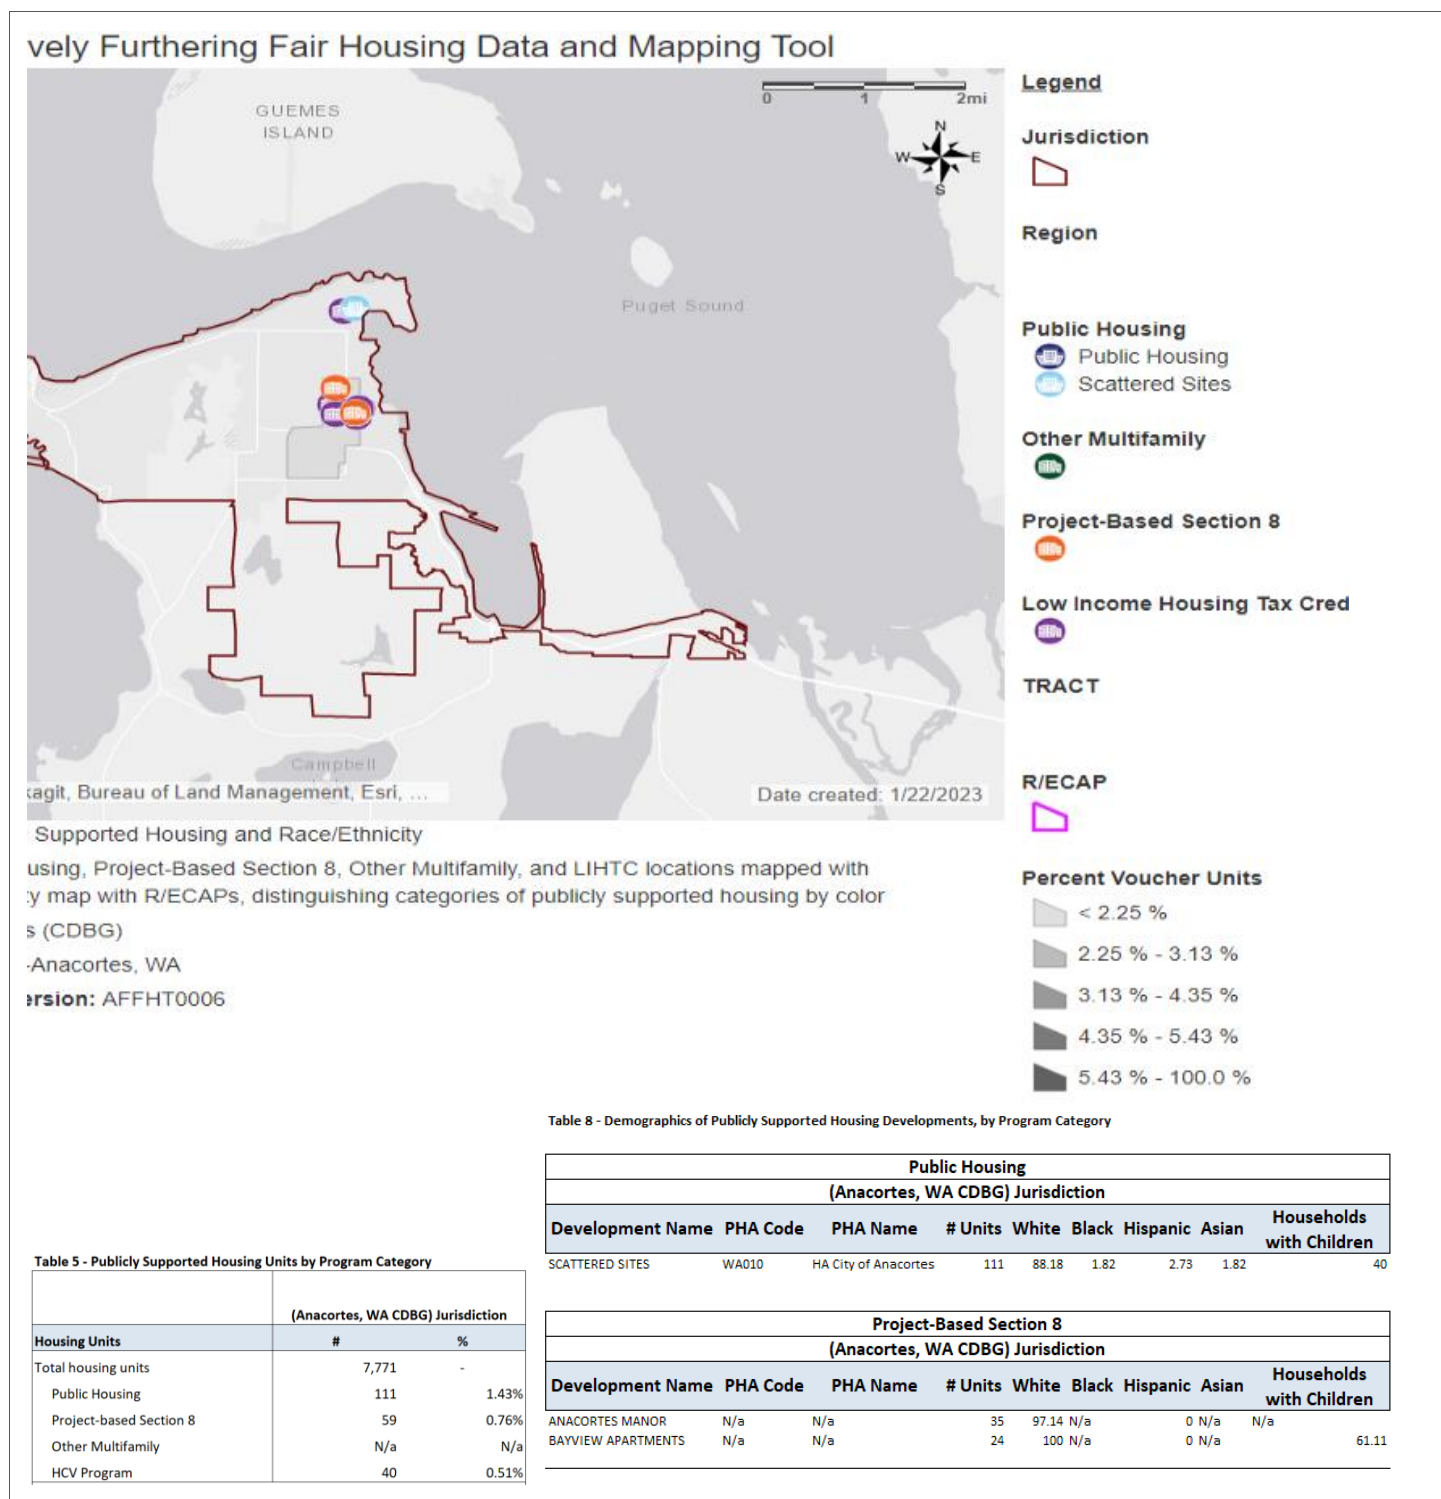 vely Furthering Fair Housing Data and Mapping Tool
GUEMES
ISLAND
0 1 2mi
N
W E
S
Puget Sound
Campbell
kagit, Bureau of Land Management, Esri, ...
Date created: 1/22/2023
Legend
Jurisdiction
Region
Public Housing
Public Housing
Scattered Sites
Other Multifamily
Project-Based Section 8
Low Income Housing Tax Cred
TRACT
R/ECAP
Percent Voucher Units
< 2.25 %
2.25 % - 3.13 %
3.13 % - 4.35 %
4.35 % - 5.43 %
5.43 % - 100.0 %
Supported Housing and Race/Ethnicity
using, Project-Based Section 8, Other Multifamily, and LIHTC locations mapped with
y map with R/ECAPs, distinguishing categories of publicly supported housing by color
s (CDBG)
-Anacortes, WA
ersion: AFFHT0006
Table 5 - Publicly Supported Housing Units by Program Category
(Anacortes, WA CDBG) Jurisdiction
Housing Units # %
Total housing units 7,771 -
Public Housing 111 1.43%
Project-based Section 8 59 0.76%
Other Multifamily N/a N/a
HCV Program 40 0.51%
Table 8 - Demographics of Publicly Supported Housing Developments, by Program Category
Public Housing
(Anacortes, WA CDBG) Jurisdiction
Development Name PHA Code PHA Name # Units White Black Hispanic Asian Households with Children
SCATTERED SITES WA010 HA City of Anacortes 111 88.18 1.82 2.73 1.82 40
Project-Based Section 8
(Anacortes, WA CDBG) Jurisdiction
Development Name PHA Code PHA Name # Units White Black Hispanic Asian Households with Children
ANACORTES MANOR N/a N/a 35 97.14 N/a 0 N/a N/a
BAYVIEW APARTMENTS N/a N/a 24 100 N/a 0 N/a 61.11